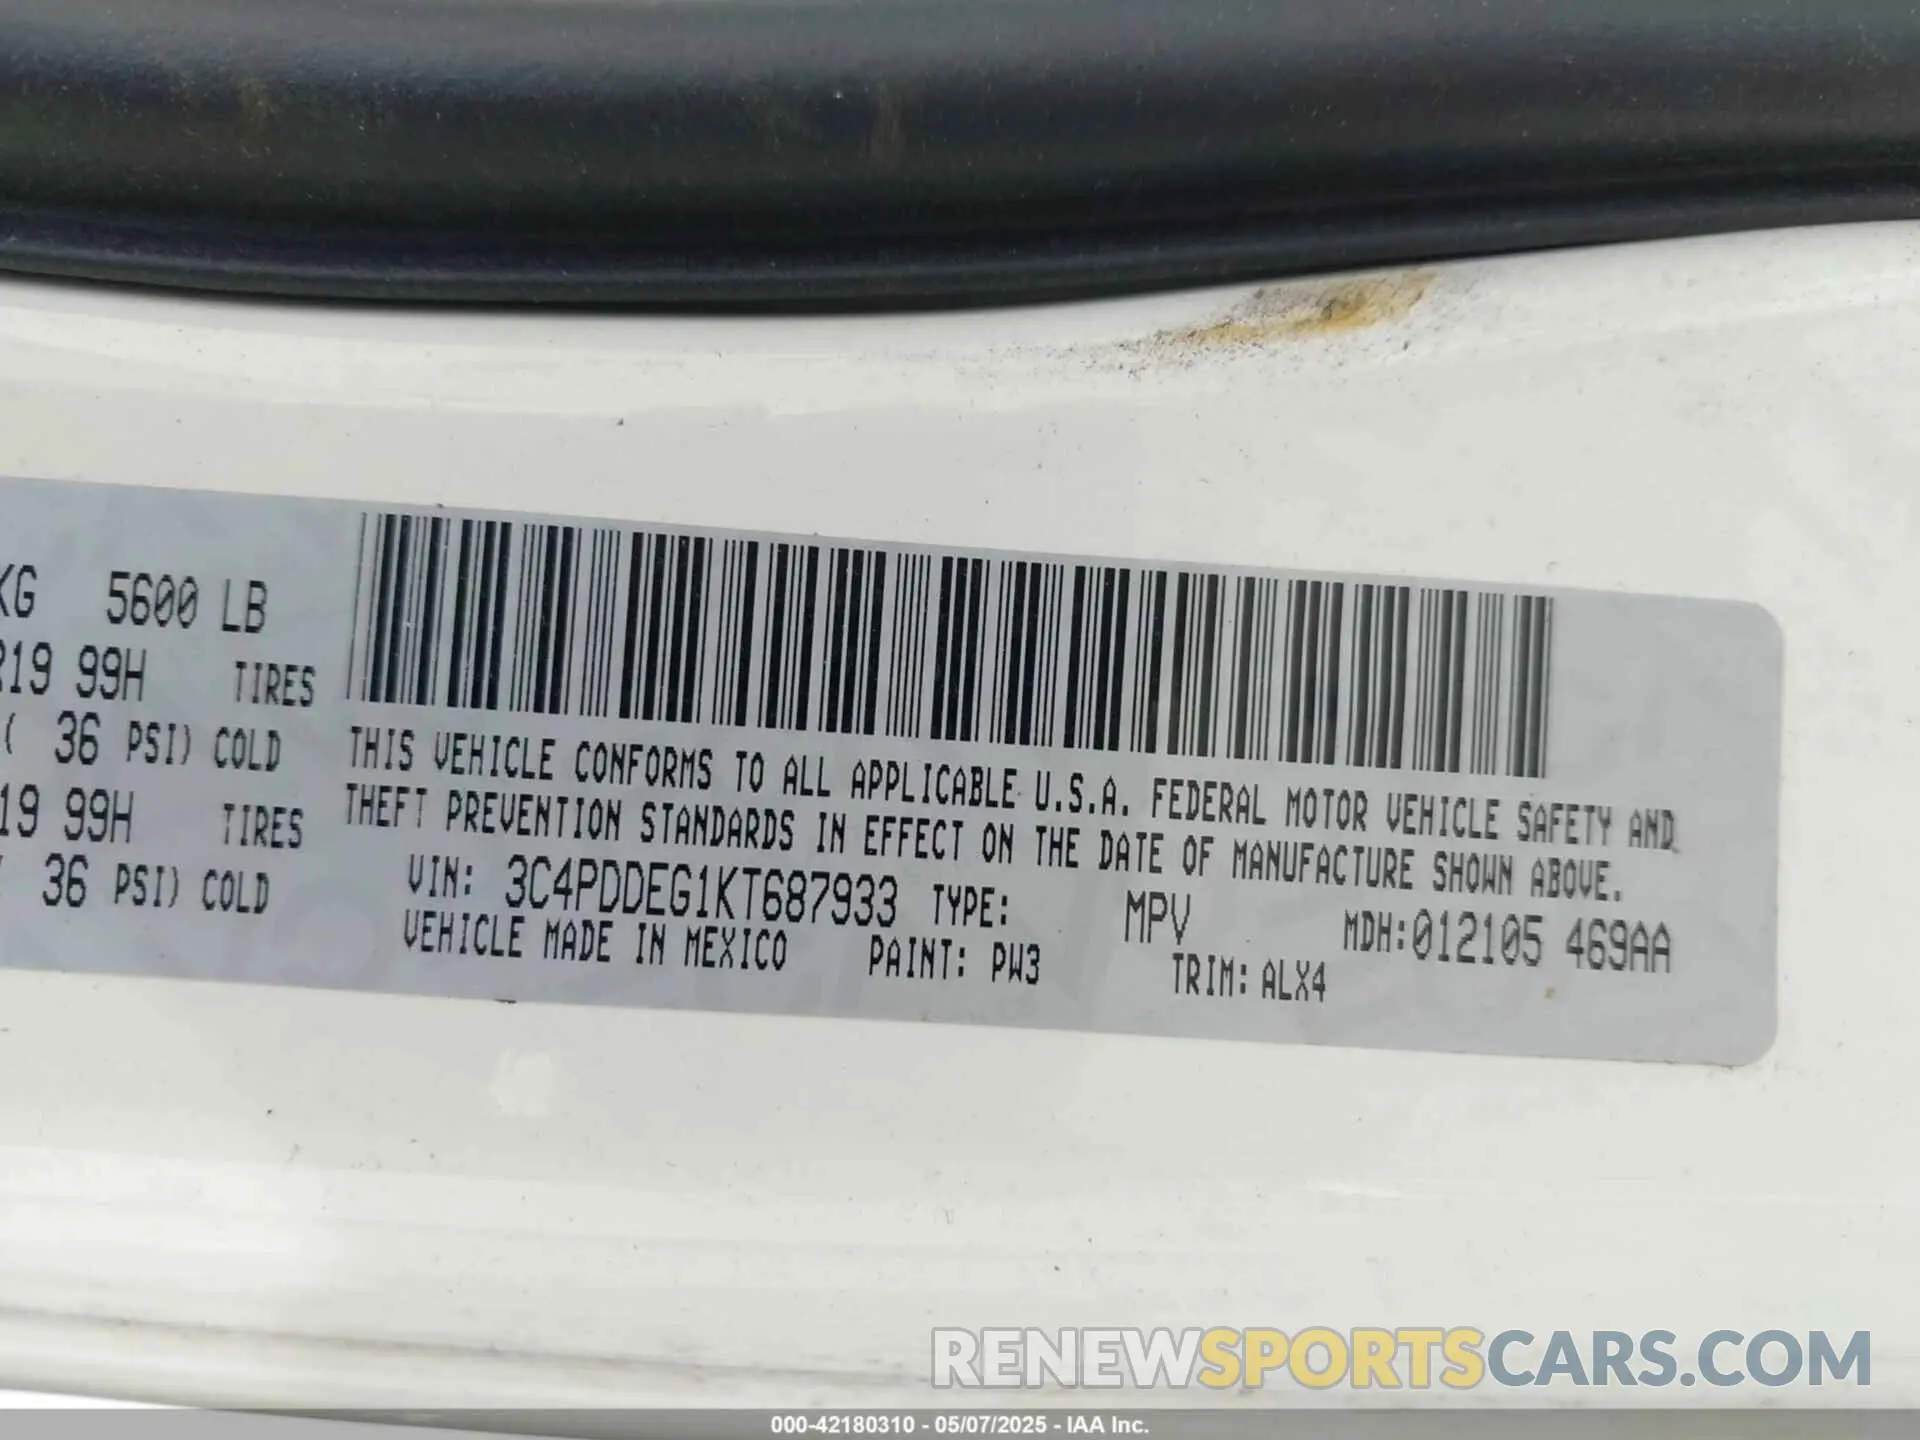 KG 5600 LB
R19 99H TIRES
( 36 PSI) COLD
19 99H TIRES
36 PSI) COLD
THIS VEHICLE CONFORMS TO ALL APPLICABLE U.S.A. FEDERAL MOTOR VEHICLE SAFETY AND
THEFT PREVENTION STANDARDS IN EFFECT ON THE DATE OF MANUFACTURE SHOWN ABOVE.
VIN: 3C4PDDEG1KT687933 TYPE: MPV MDH:012105 469AA
VEHICLE MADE IN MEXICO PAINT: PW3 TRIM: ALX4
RENEWSPORTSCARS.COM
000-42180310 - 05/07/2025 - IAA Inc.